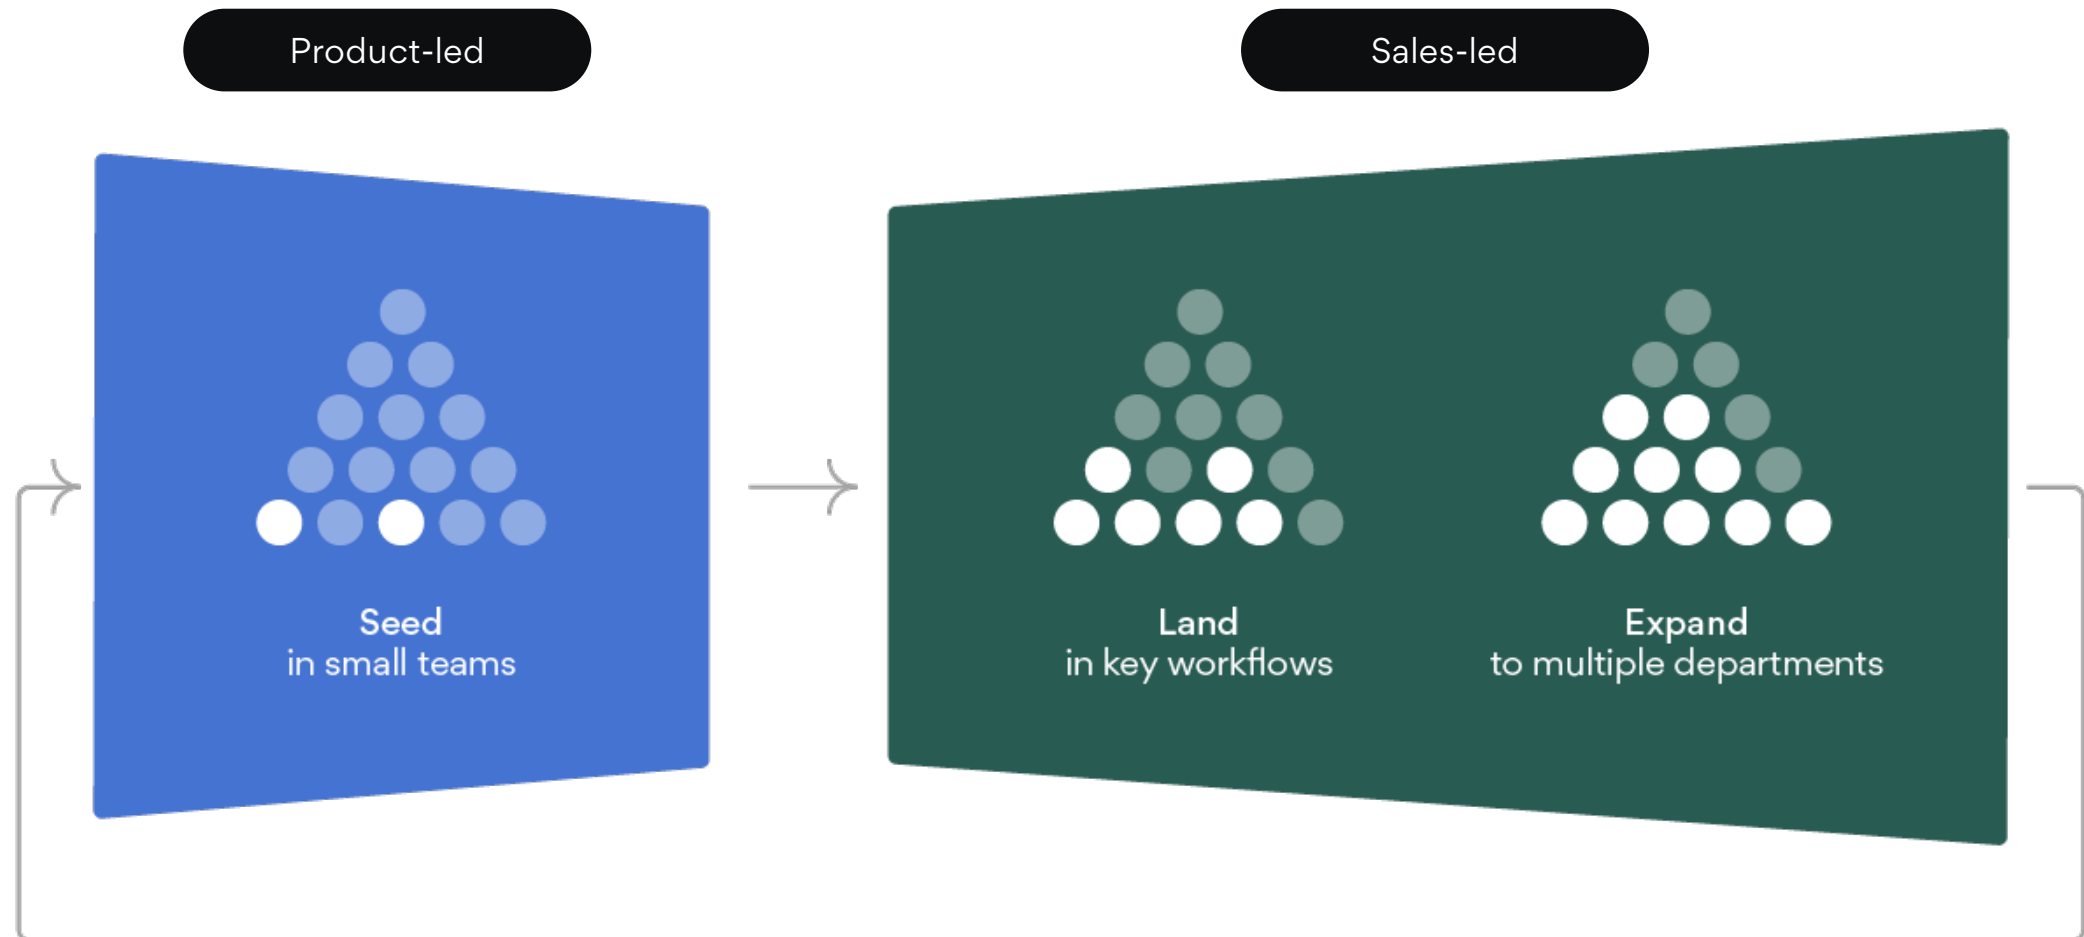 Product-led
Sales-led
Seed
in small teams
Land
in key workflows
Expand
to multiple departments